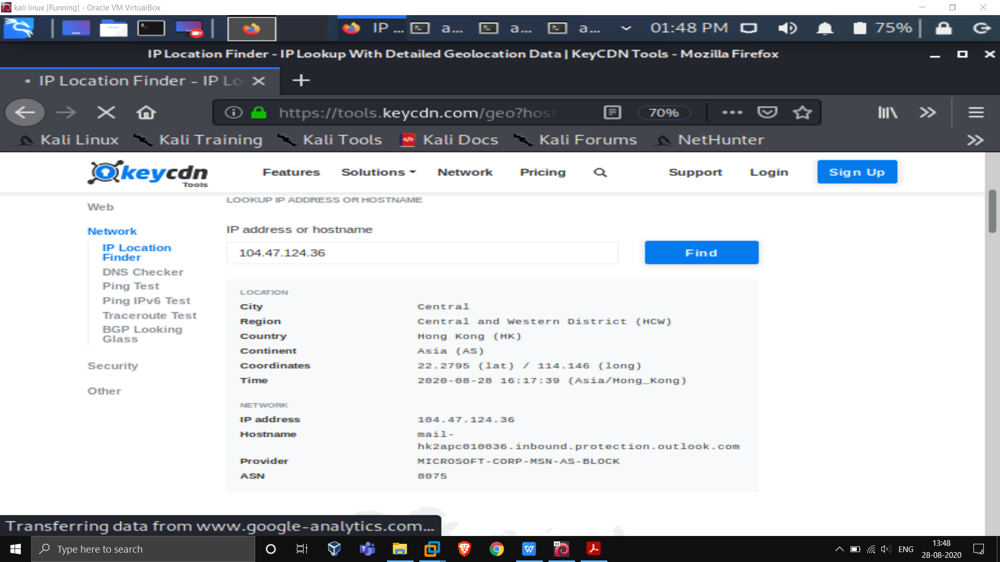 kali linux [Running] - Oracle VM VirtualBox
IP ... a... a... a... 01:48 PM 75%
IP Location Finder - IP Lookup With Detailed Geolocation Data | KeyCDN Tools - Mozilla Firefox
• IP Location Finder - IP Lo
https://tools.keycdn.com/geo?host 70%
Kali Linux Kali Training Kali Tools Kali Docs Kali Forums NetHunter
keycdn Features Solutions Network Pricing Support Login Sign Up
Tools
LOOKUP IP ADDRESS OR HOSTNAME
Web
Network
IP Location
Finder
DNS Checker
Ping Test
Ping IPv6 Test
Traceroute Test
BGP Looking
Glass
Security
Other
IP address or hostname
104.47.124.36 Find
LOCATION
City Central
Region Central and Western District (HCW)
Country Hong Kong (HK)
Continent Asia (AS)
Coordinates 22.2795 (lat) / 114.146 (long)
Time 2020-08-28 16:17:39 (Asia/Hong_Kong)
NETWORK
IP address 104.47.124.36
Hostname mail-
hk2apc010036.inbound.protection.outlook.com
Provider MICROSOFT-CORP-MSN-AS-BLOCK
ASN 8075
Transferring data from www.google-analytics.com...
Type here to search ENG 13:48
28-08-2020